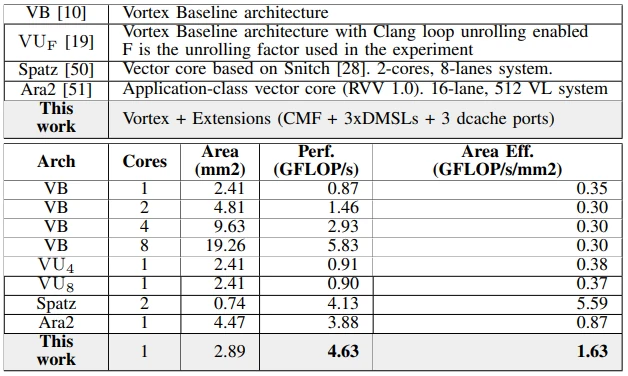 VB [10] Vortex Baseline architecture
VU_F [19] Vortex Baseline architecture with Clang loop unrolling enabled
F is the unrolling factor used in the experiment
Spatz [50] Vector core based on Snitch [28]. 2-cores, 8-lanes system.
Ara2 [51] Application-class vector core (RVV 1.0). 16-lane, 512 VL system
This work Vortex + Extensions (CMF + 3xDMSLs + 3 dcache ports)
Arch Cores Area (mm2) Perf. (GFLOP/s) Area Eff. (GFLOP/s/mm2)
VB 1 2.41 0.87 0.35
VB 2 4.81 1.46 0.30
VB 4 9.63 2.93 0.30
VB 8 19.26 5.83 0.30
VU4 1 2.41 0.91 0.38
VU8 1 2.41 0.90 0.37
Spatz 2 0.74 4.13 5.59
Ara2 1 4.47 3.88 0.87
This work 1 2.89 4.63 1.63